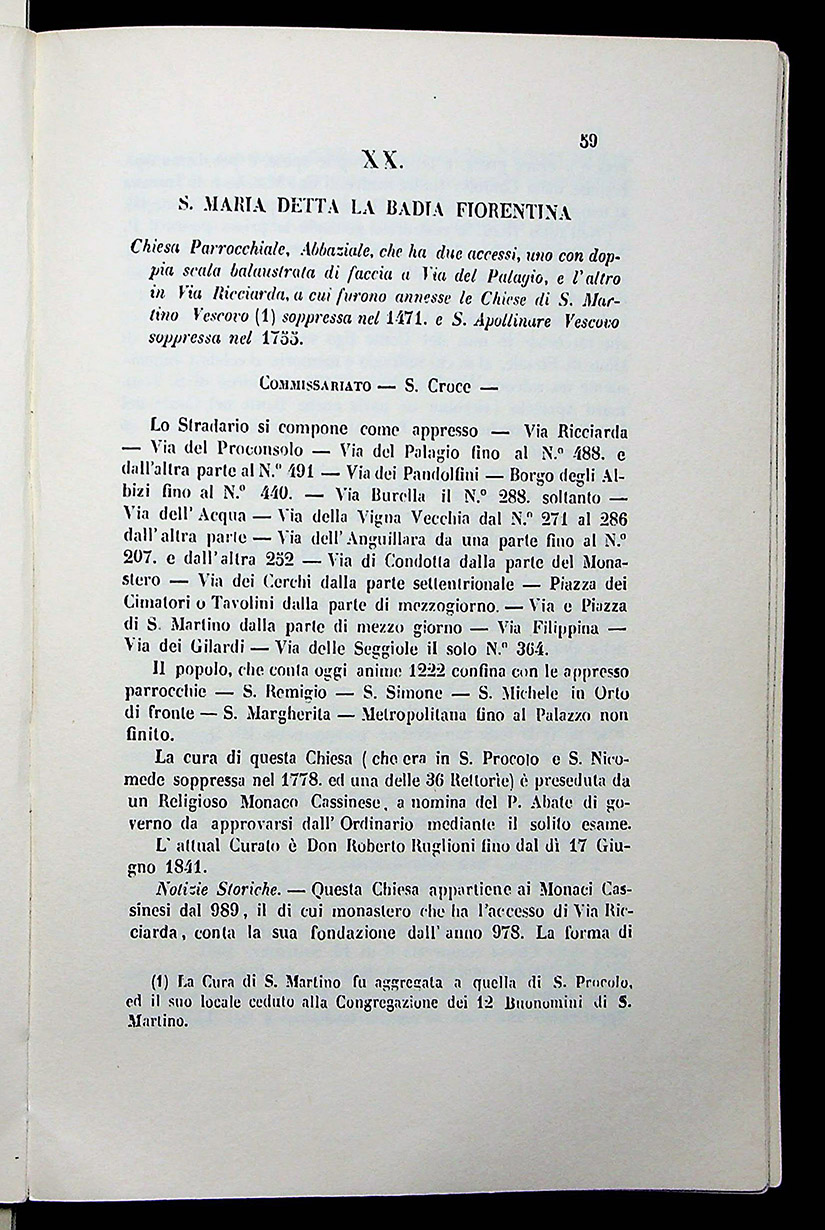 59
XX.
S. MARIA DETTA LA BADIA FIORENTINA
Chiesa Parrocchiale, Abbaziale, che ha due accessi, uno con dop-
pia scala balaustrata di faccia a Via del Palagio, e l'altro
in Via Ricciarda, a cui furono annesse le Chiese di S. Mar-
tino Vescovo (1) soppressa nel 1471. e S. Apollinare Vescovo
soppressa nel 1755.
COMMISSARIATO — S. Croce —
Lo Stradario si compone come appresso — Via Ricciarda
— Via del Proconsolo — Via del Palagio fino al N.º 488. e
dall'altra parte al N.º 491 — Via dei Pandolfini — Borgo degli Al-
bizi fino al N.º 440. — Via Burella il N.º 288. soltanto —
Via dell' Acqua — Via della Vigna Vecchia dal N.º 271 al 286
dall'altra parte — Via dell'Anguillara da una parte fino al N.º
207. e dall'altra 252 — Via di Condotta dalla parte del Mona-
stero — Via dei Cerchi dalla parte settentrionale — Piazza dei
Cimatori o Tavolini dalla parte di mezzogiorno. — Via e Piazza
di S. Martino dalla parte di mezzo giorno — Via Filippina —
Via dei Gilardi — Via delle Seggiole il solo N.º 364.
Il popolo, che conta oggi anime 1222 confina con le appresso
parrocchie — S. Remigio — S. Simone — S. Michele in Orto
di fronte — S. Margherita — Metropolitana fino al Palazzo non
finito.
La cura di questa Chiesa ( che era in S. Procolo e S. Nico-
mede soppressa nel 1778. ed una delle 36 Rettorìe) è preseduta da
un Religioso Monaco Cassinese, a nomina del P. Abate di go-
verno da approvarsi dall' Ordinario mediante il solito esame.
L' attual Curato è Don Roberto Ruglioni fino dal dì 17 Giu-
gno 1841.
Notizie Storiche. — Questa Chiesa appartiene ai Monaci Cas-
sinesi dal 989, il di cui monastero che ha l'accesso di Via Ric-
ciarda, conta la sua fondazione dall' anno 978. La forma di
(1) La Cura di S. Martino fu aggregata a quella di S. Procolo,
ed il suo locale ceduto alla Congregazione dei 12 Buonomini di S.
Martino.